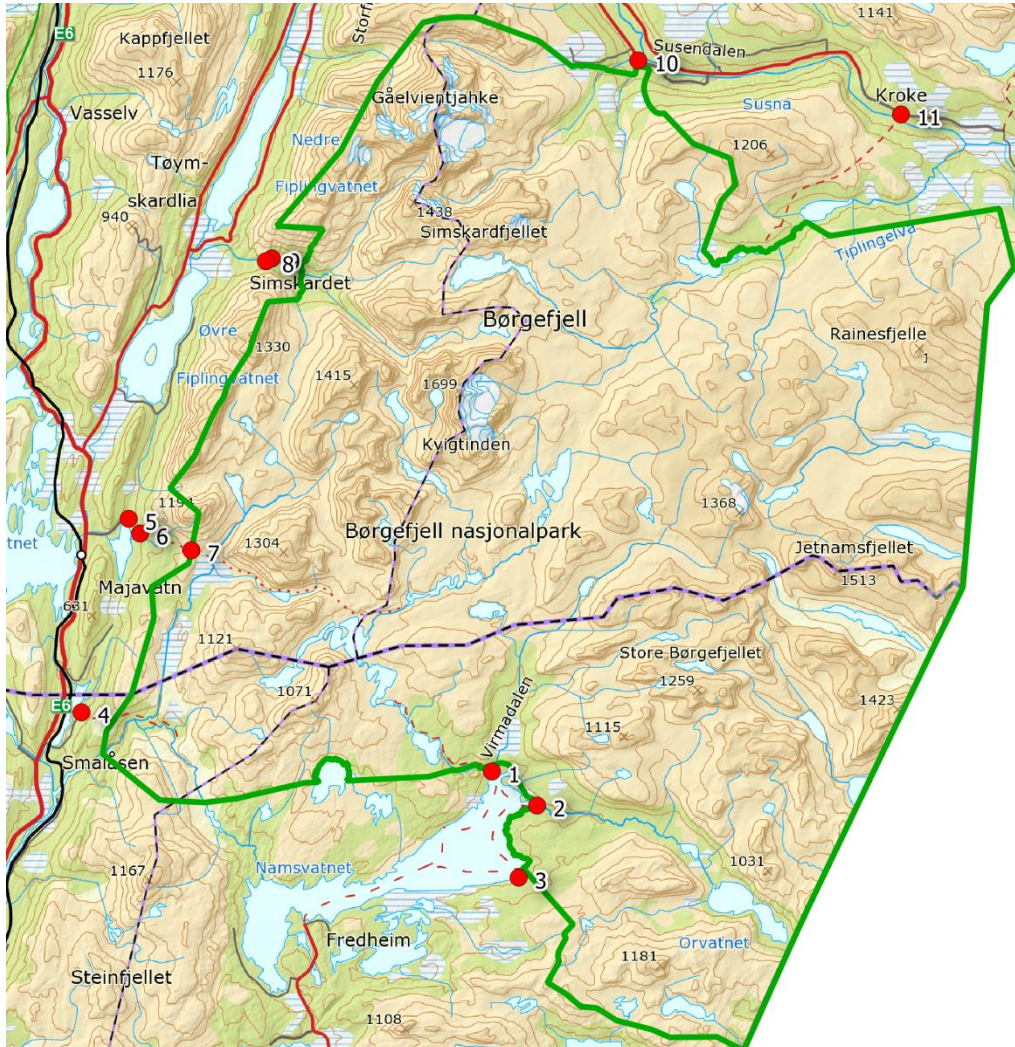 E6
Kappfjellet
1176
Storf
1141
Susendalen
10
Vasselv
Gåelvientjahke
Susna
Kroke
11
Nedre
1206
Tøym-
skardlia
Fiplingvatnet
940
1438
Simskardfjellet
Tiplingelva
8
Simskardet
Øvre
Børgefjell
1330
Rainesfjelle
1
Fiplingvatnet
1415
1699
Kvigtinden
1194
5
1368
6
tnet
1304
Børgefjell nasjonalpark
7
Jetnamsfjellet
1513
Majavatn
631
1121
Store Børgefjellet
1071
1259
E6
4
1423
Virmadalen
1115
Smalåsen
1
2
1167
Namsvatnet
1031
3
Fredheim
Orvatnet
1181
Steinfjellet
1108